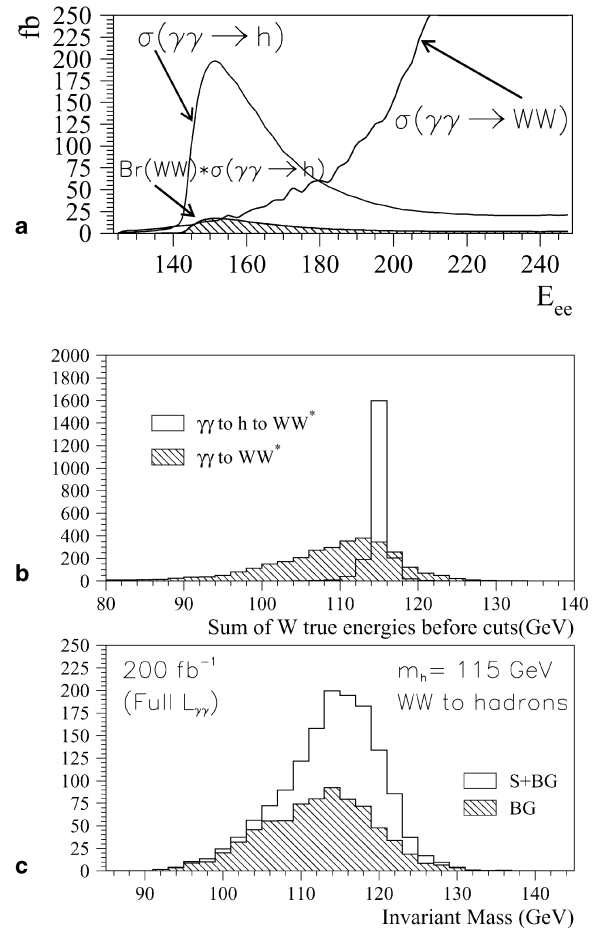 fb
250
225
200
175
150
125
100
75
50
25
0
σ(γγ → h)
σ(γγ → WW)
Br(WW)*σ(γγ → h)
a
140 160 180 200 220 240
E_ee
2000
1800
1600
1400
1200
1000
800
600
400
200
0
γγ to h to WW*
γγ to WW*
b
80 90 100 110 120 130 140
Sum of W true energies before cuts(GeV)
250
225
200
175
150
125
100
75
50
25
0
200 fb⁻¹
(Full L_γγ)
m_h= 115 GeV
WW to hadrons
S+BG
BG
c
90 100 110 120 130 140
Invariant Mass (GeV)